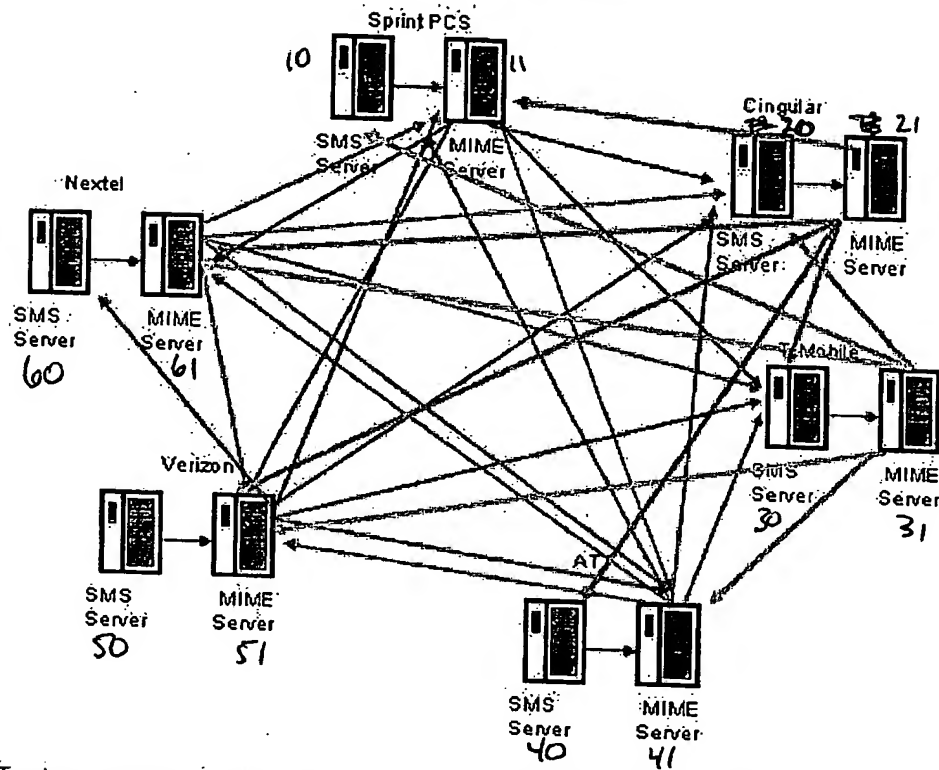 Sprint PCS
10
11
SMS
Server
MIME
Server
Cingular
20
21
SMS
Server
MIME
Server
Nextel
SMS
Server
60
MIME
Server
61
T-Mobile
SMS
Server
30
MIME
Server
31
Verizon
SMS
Server
50
MIME
Server
51
AT
SMS
Server
40
MIME
Server
41